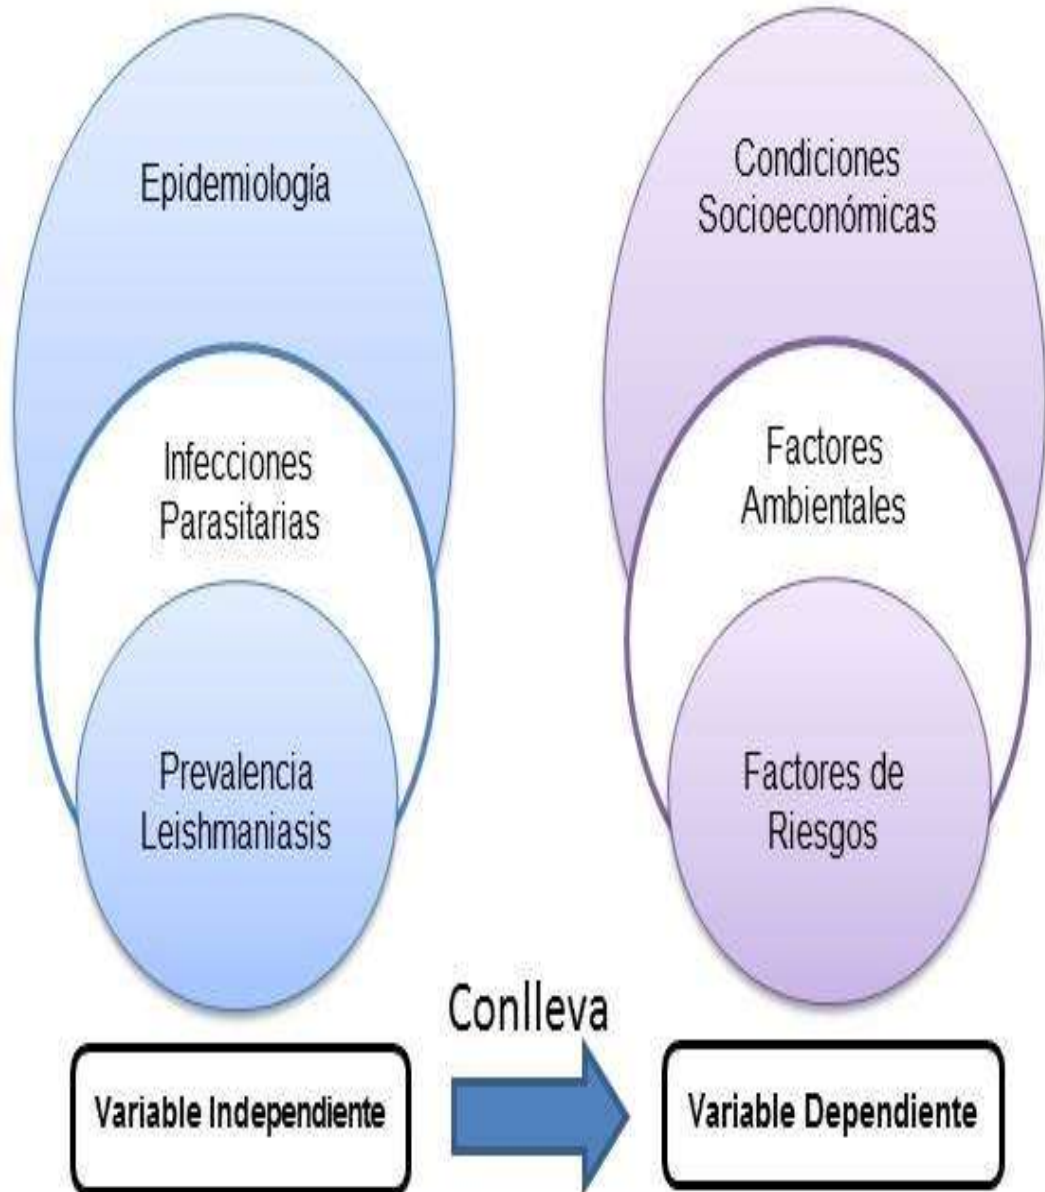 Epidemiología
Infecciones
Parasitarias
Prevalencia
Leishmaniasis
Condiciones
Socioeconómicas
Factores
Ambientales
Factores de
Riesgos
Conlleva
Variable Independiente
Variable Dependiente